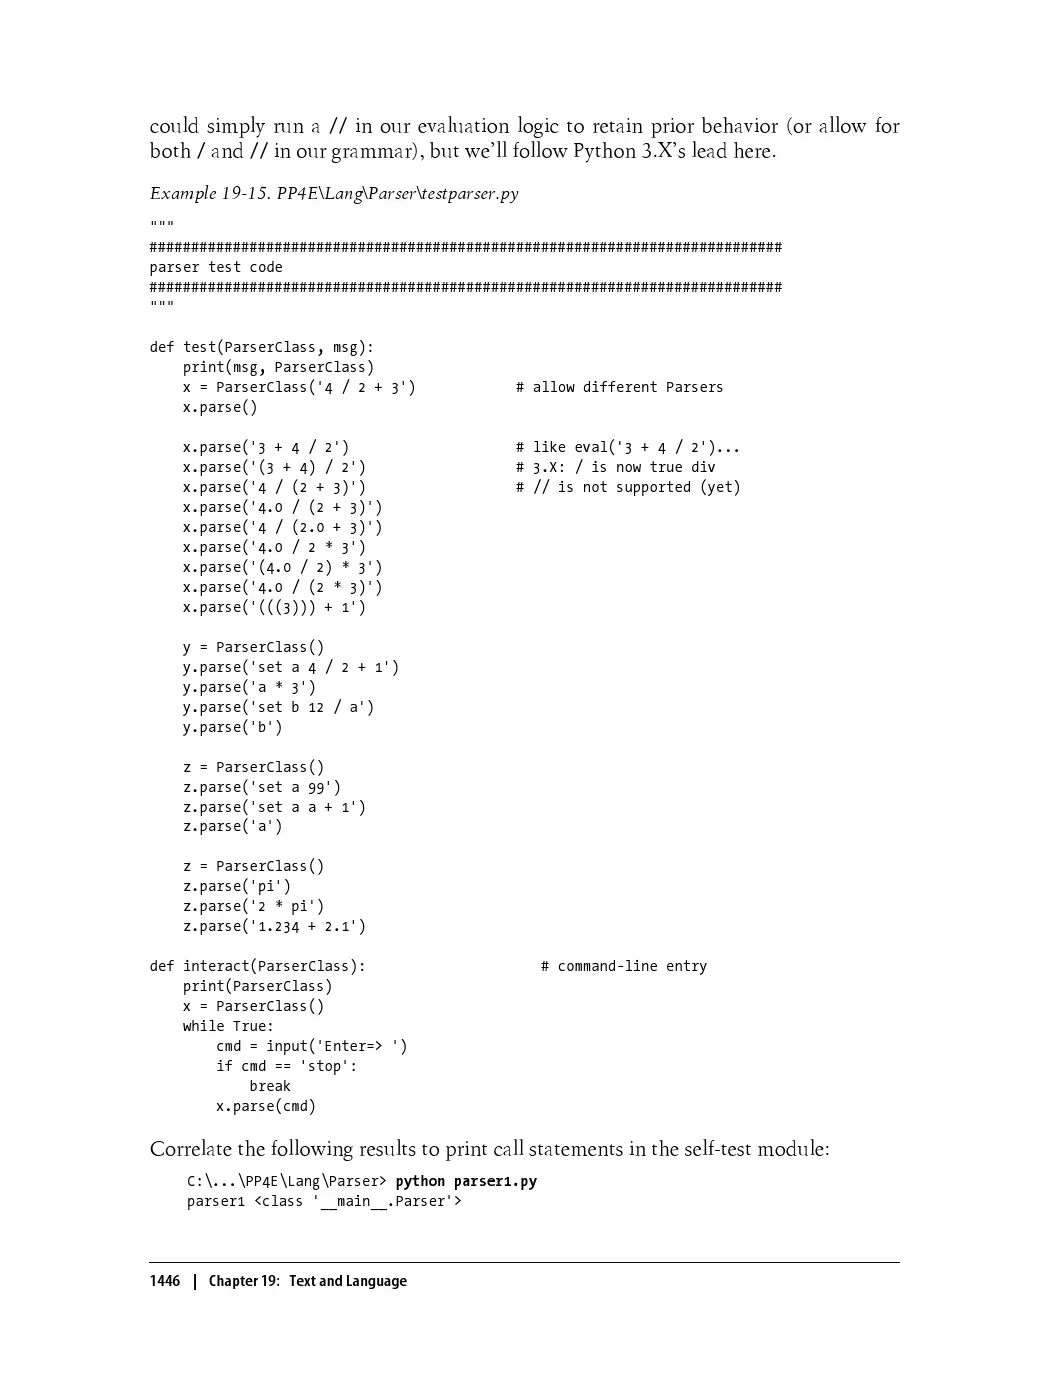 could simply run a // in our evaluation logic to retain prior behavior (or allow for
both / and // in our grammar), but we’ll follow Python 3.X’s lead here.
Example 19-15. PP4E\Lang\Parser\testparser.py
"""
############################################################################
parser test code
############################################################################
"""
def test(ParserClass, msg):
    print(msg, ParserClass)
    x = ParserClass('4 / 2 + 3')            # allow different Parsers
    x.parse()
    x.parse('3 + 4 / 2')                    # like eval('3 + 4 / 2')...
    x.parse('(3 + 4) / 2')                  # 3.X: / is now true div
    x.parse('4 / (2 + 3)')                  # // is not supported (yet)
    x.parse('4.0 / (2 + 3)')
    x.parse('4 / (2.0 + 3)')
    x.parse('4.0 / 2 * 3')
    x.parse('(4.0 / 2) * 3')
    x.parse('4.0 / (2 * 3)')
    x.parse('(((3))) + 1')
    y = ParserClass()
    y.parse('set a 4 / 2 + 1')
    y.parse('a * 3')
    y.parse('set b 12 / a')
    y.parse('b')
    z = ParserClass()
    z.parse('set a 99')
    z.parse('set a a + 1')
    z.parse('a')
    z = ParserClass()
    z.parse('pi')
    z.parse('2 * pi')
    z.parse('1.234 + 2.1')
def interact(ParserClass):                     # command-line entry
    print(ParserClass)
    x = ParserClass()
    while True:
        cmd = input('Enter=> ')
        if cmd == 'stop':
            break
        x.parse(cmd)
Correlate the following results to print call statements in the self-test module:
C:\...\PP4E\Lang\Parser> python parser1.py
parser1 <class '__main__.Parser'>
1446 | Chapter 19: Text and Language